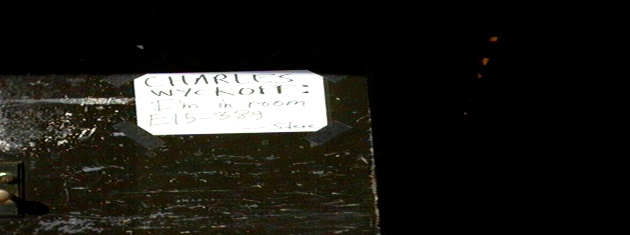 CHARLES
WYCKOFF:
I'm in room
E15-389
—Steve